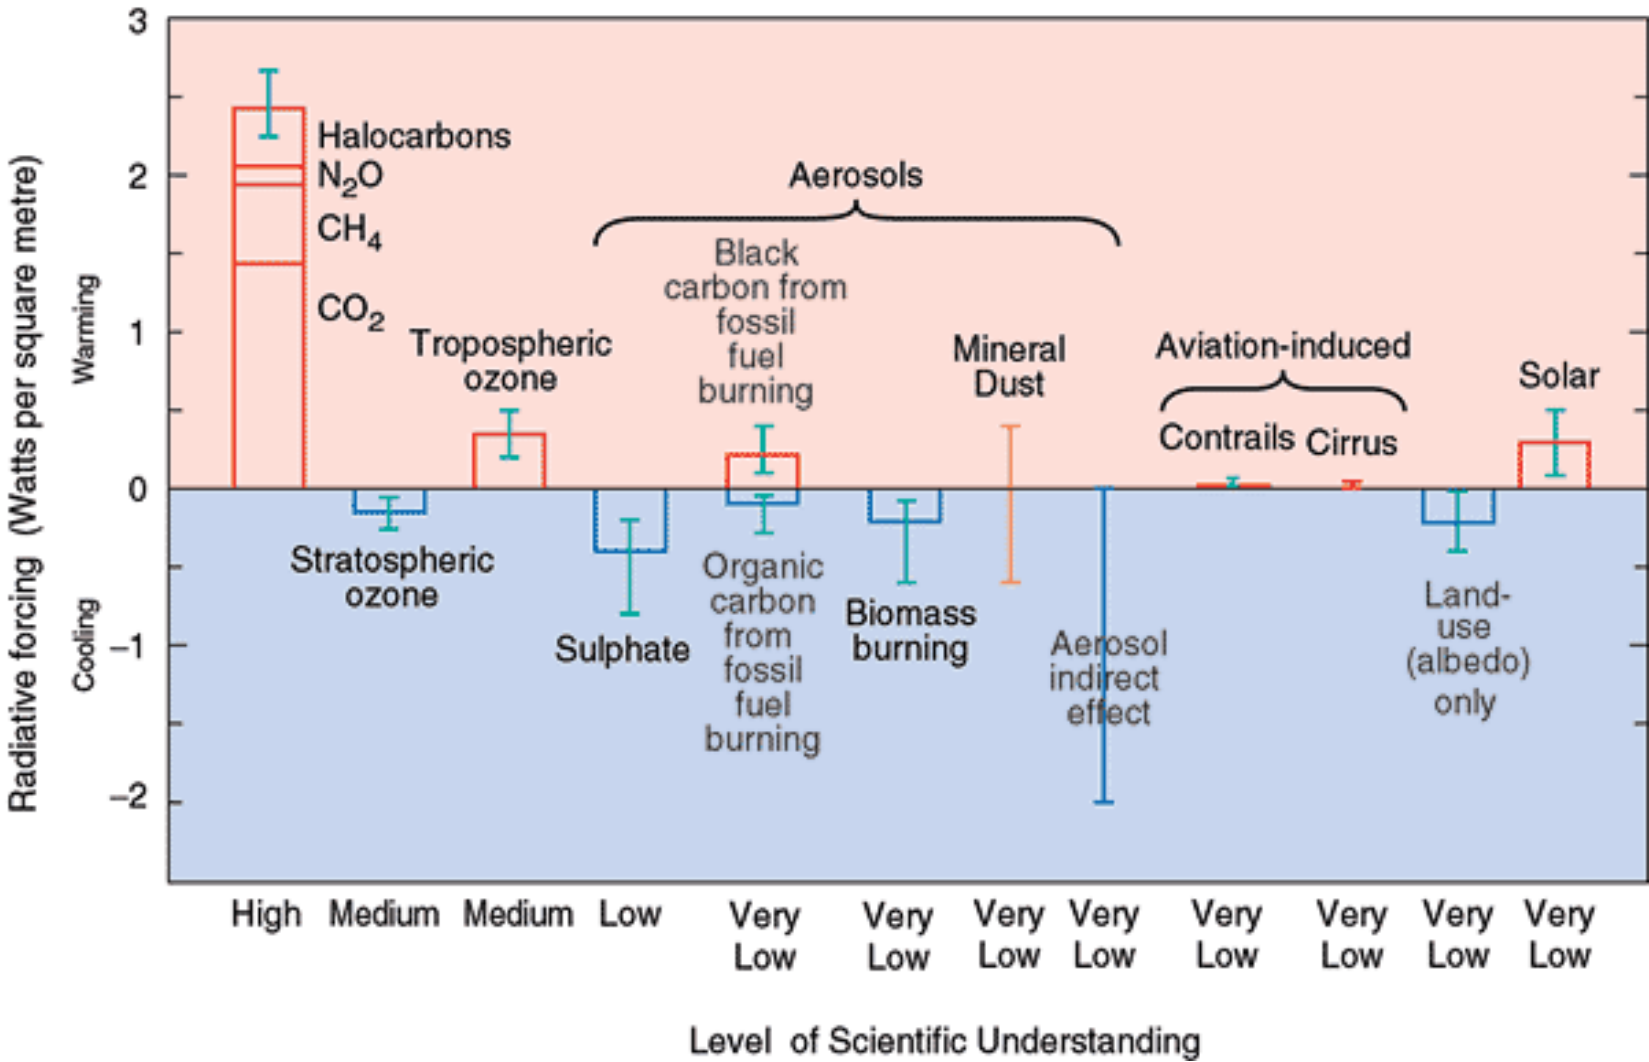 3
2
1
0
–1
–2
Radiative forcing (Watts per square metre)
Warming
Cooling
Halocarbons
N₂O
CH₄
CO₂
Tropospheric
ozone
Stratospheric
ozone
Sulphate
Aerosols
Black
carbon from
fossil
fuel
burning
Organic
carbon
from
fossil
fuel
burning
Biomass
burning
Mineral
Dust
Aerosol
indirect
effect
Aviation-induced
Contrails Cirrus
Land-
use
(albedo)
only
Solar
High Medium Medium Low Very Very Very Very Very Very Very Very
Low Low Low Low Low Low Low Low
Level of Scientific Understanding